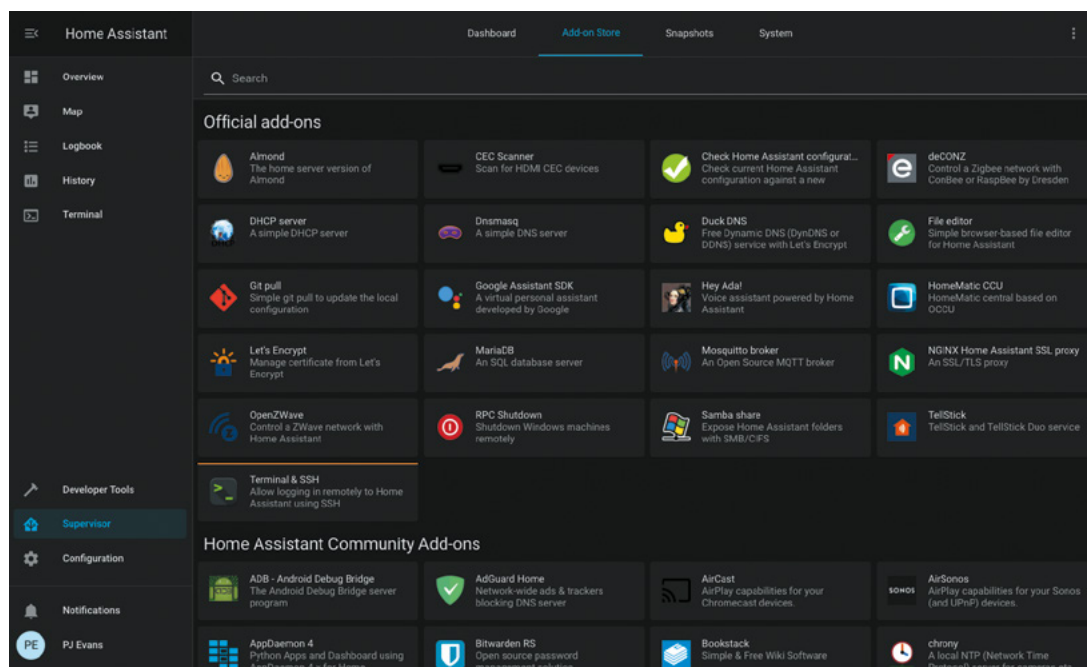 Home Assistant
Dashboard
Add-on Store
Snapshots
System
Overview
Map
Logbook
History
Terminal
Developer Tools
Supervisor
Configuration
Notifications
PE
PJ Evans
Search
Official add-ons
Almond
The home server version of
Almond
CEC Scanner
Scan for HDMI CEC devices
Check Home Assistant configurat...
Check current Home Assistant
configuration against a new
deCONZ
Control a Zigbee network with
ConBee or RaspBee by Dresden
DHCP
DHCP server
A simple DHCP server
Dnsmasq
A simple DNS
server
Duck DNS
Free Dynamic DNS (DynDNS or
DDNS) service with Let's Encrypt
File editor
Simple browser-based file editor
for Home Assistant
Git pull
Simple git pull to update the local
configuration
Google Assistant SDK
A virtual personal assistant
developed by Google
Hey Ada!
Voice assistant powered by Home
Assistant
HomeMatic CCU
HomeMatic central based on
OCCU
Let's Encrypt
Manage certificate from Let's
Encrypt
MariaDB
An SQL database server
Mosquitto broker
An Open Source MQTT broker
N
NGINX Home Assistant SSL proxy
An SSL/TLS proxy
OpenZWave
Control a ZWave network with
Home Assistant
RPC Shutdown
Shutdown Windows machines
remotely
Samba share
Expose Home Assistant folders
with SMB/CIFS
TellStick
TellStick and TellStick Duo service
Terminal & SSH
Allow logging in remotely to Home
Assistant using SSH
Home Assistant Community Add-ons
ADB - Android Debug Bridge
The Android Debug Bridge server
program
AdGuard Home
Network-wide ads & trackers
blocking DNS server
AirCast
AirPlay capabilities for your
Chromecast devices.
SONOS
AirSonos
AirPlay capabilities for your Sonos
(and UPnP) devices.
AppDaemon 4
Python Apps and Dashboard using
AppDaemon 4.x for Home
Bitwarden RS
Open source password
management solution
Bookstack
Simple & Free Wiki Software
chrony
A local NTP (Network Time